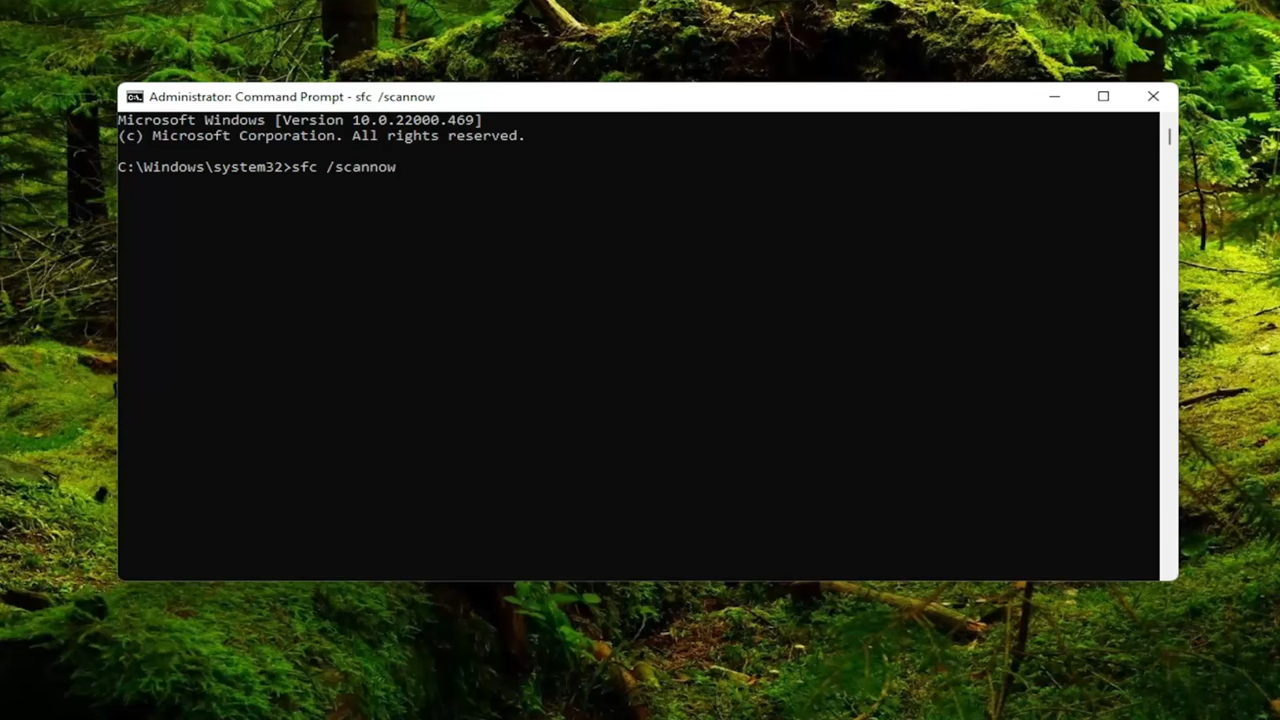 Administrator: Command Prompt - sfc /scannow
Microsoft Windows [Version 10.0.22000.469]
(c) Microsoft Corporation. All rights reserved.
C:\Windows\system32>sfc /scannow